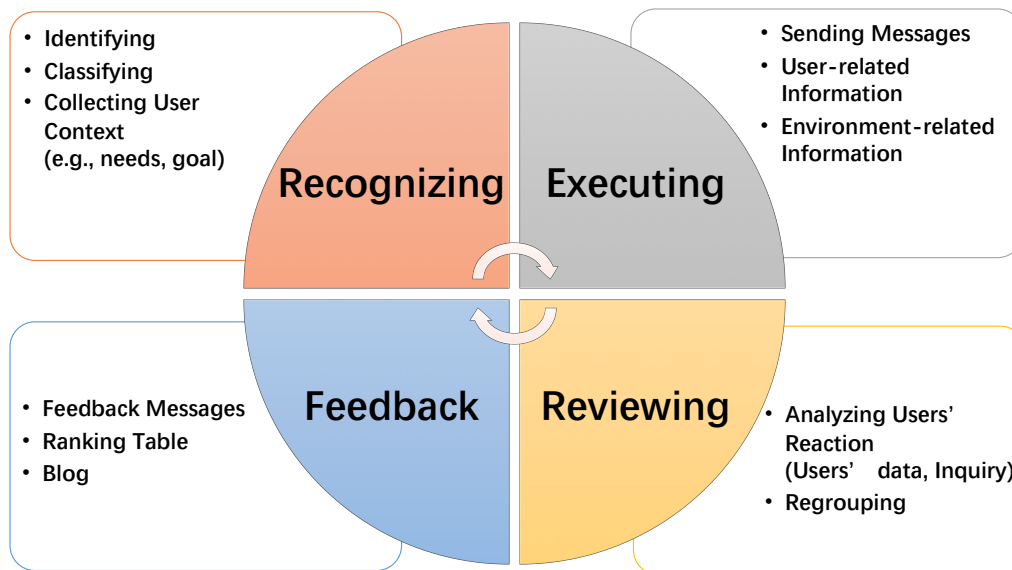 • Identifying
• Classifying
• Collecting User
Context
(e.g., needs, goal)
Recognizing
• Sending Messages
• User-related
Information
• Environment-related
Information
Executing
• Feedback Messages
• Ranking Table
• Blog
Feedback
Reviewing
• Analyzing Users’
Reaction
(Users’ data, Inquiry)
• Regrouping